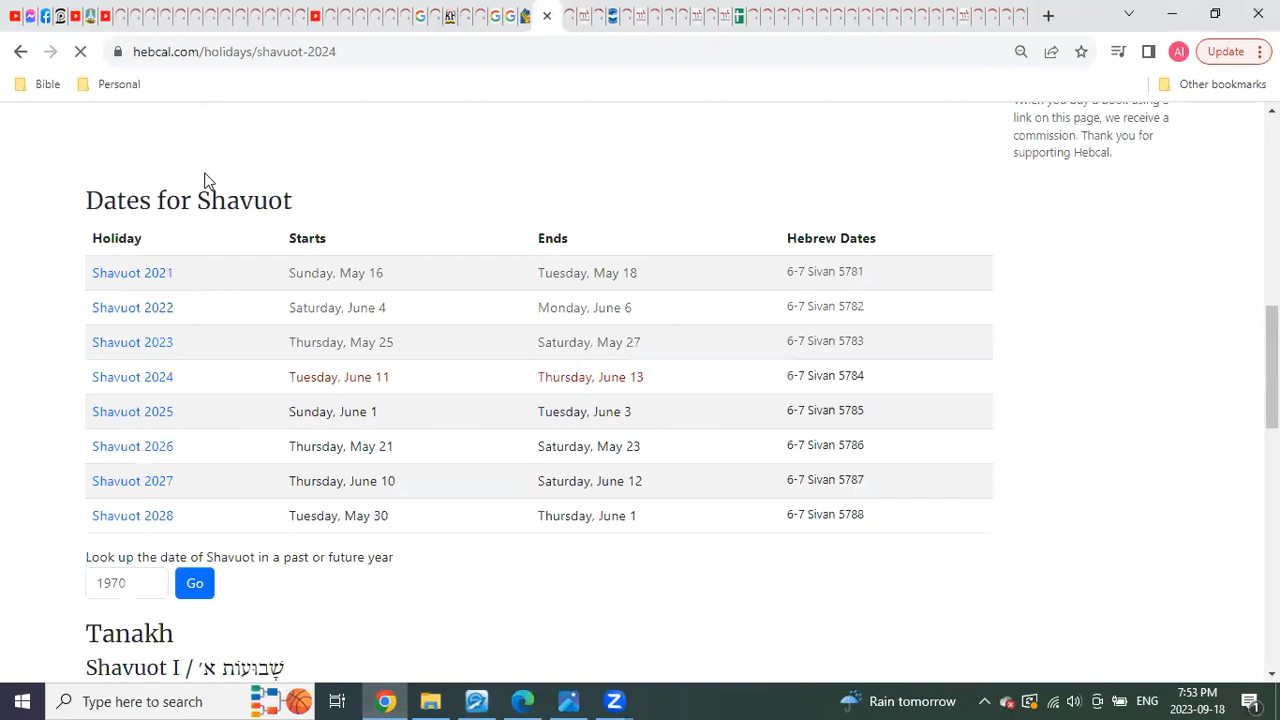 hebcal.com/holidays/shavuot-2024
AI
Update
Bible
Personal
Other bookmarks
When you buy a book using a
link on this page, we receive a
commission. Thank you for
supporting Hebcal.
Dates for Shavuot
Holiday Starts Ends Hebrew Dates
Shavuot 2021 Sunday, May 16 Tuesday, May 18 6-7 Sivan 5781
Shavuot 2022 Saturday, June 4 Monday, June 6 6-7 Sivan 5782
Shavuot 2023 Thursday, May 25 Saturday, May 27 6-7 Sivan 5783
Shavuot 2024 Tuesday, June 11 Thursday, June 13 6-7 Sivan 5784
Shavuot 2025 Sunday, June 1 Tuesday, June 3 6-7 Sivan 5785
Shavuot 2026 Thursday, May 21 Saturday, May 23 6-7 Sivan 5786
Shavuot 2027 Thursday, June 10 Saturday, June 12 6-7 Sivan 5787
Shavuot 2028 Tuesday, May 30 Thursday, June 1 6-7 Sivan 5788
Look up the date of Shavuot in a past or future year
1970 Go
Tanakh
Shavuot I / שָׁבוּעוֹת א׳
Type here to search
Rain tomorrow
ENG
7:53 PM
2023-09-18